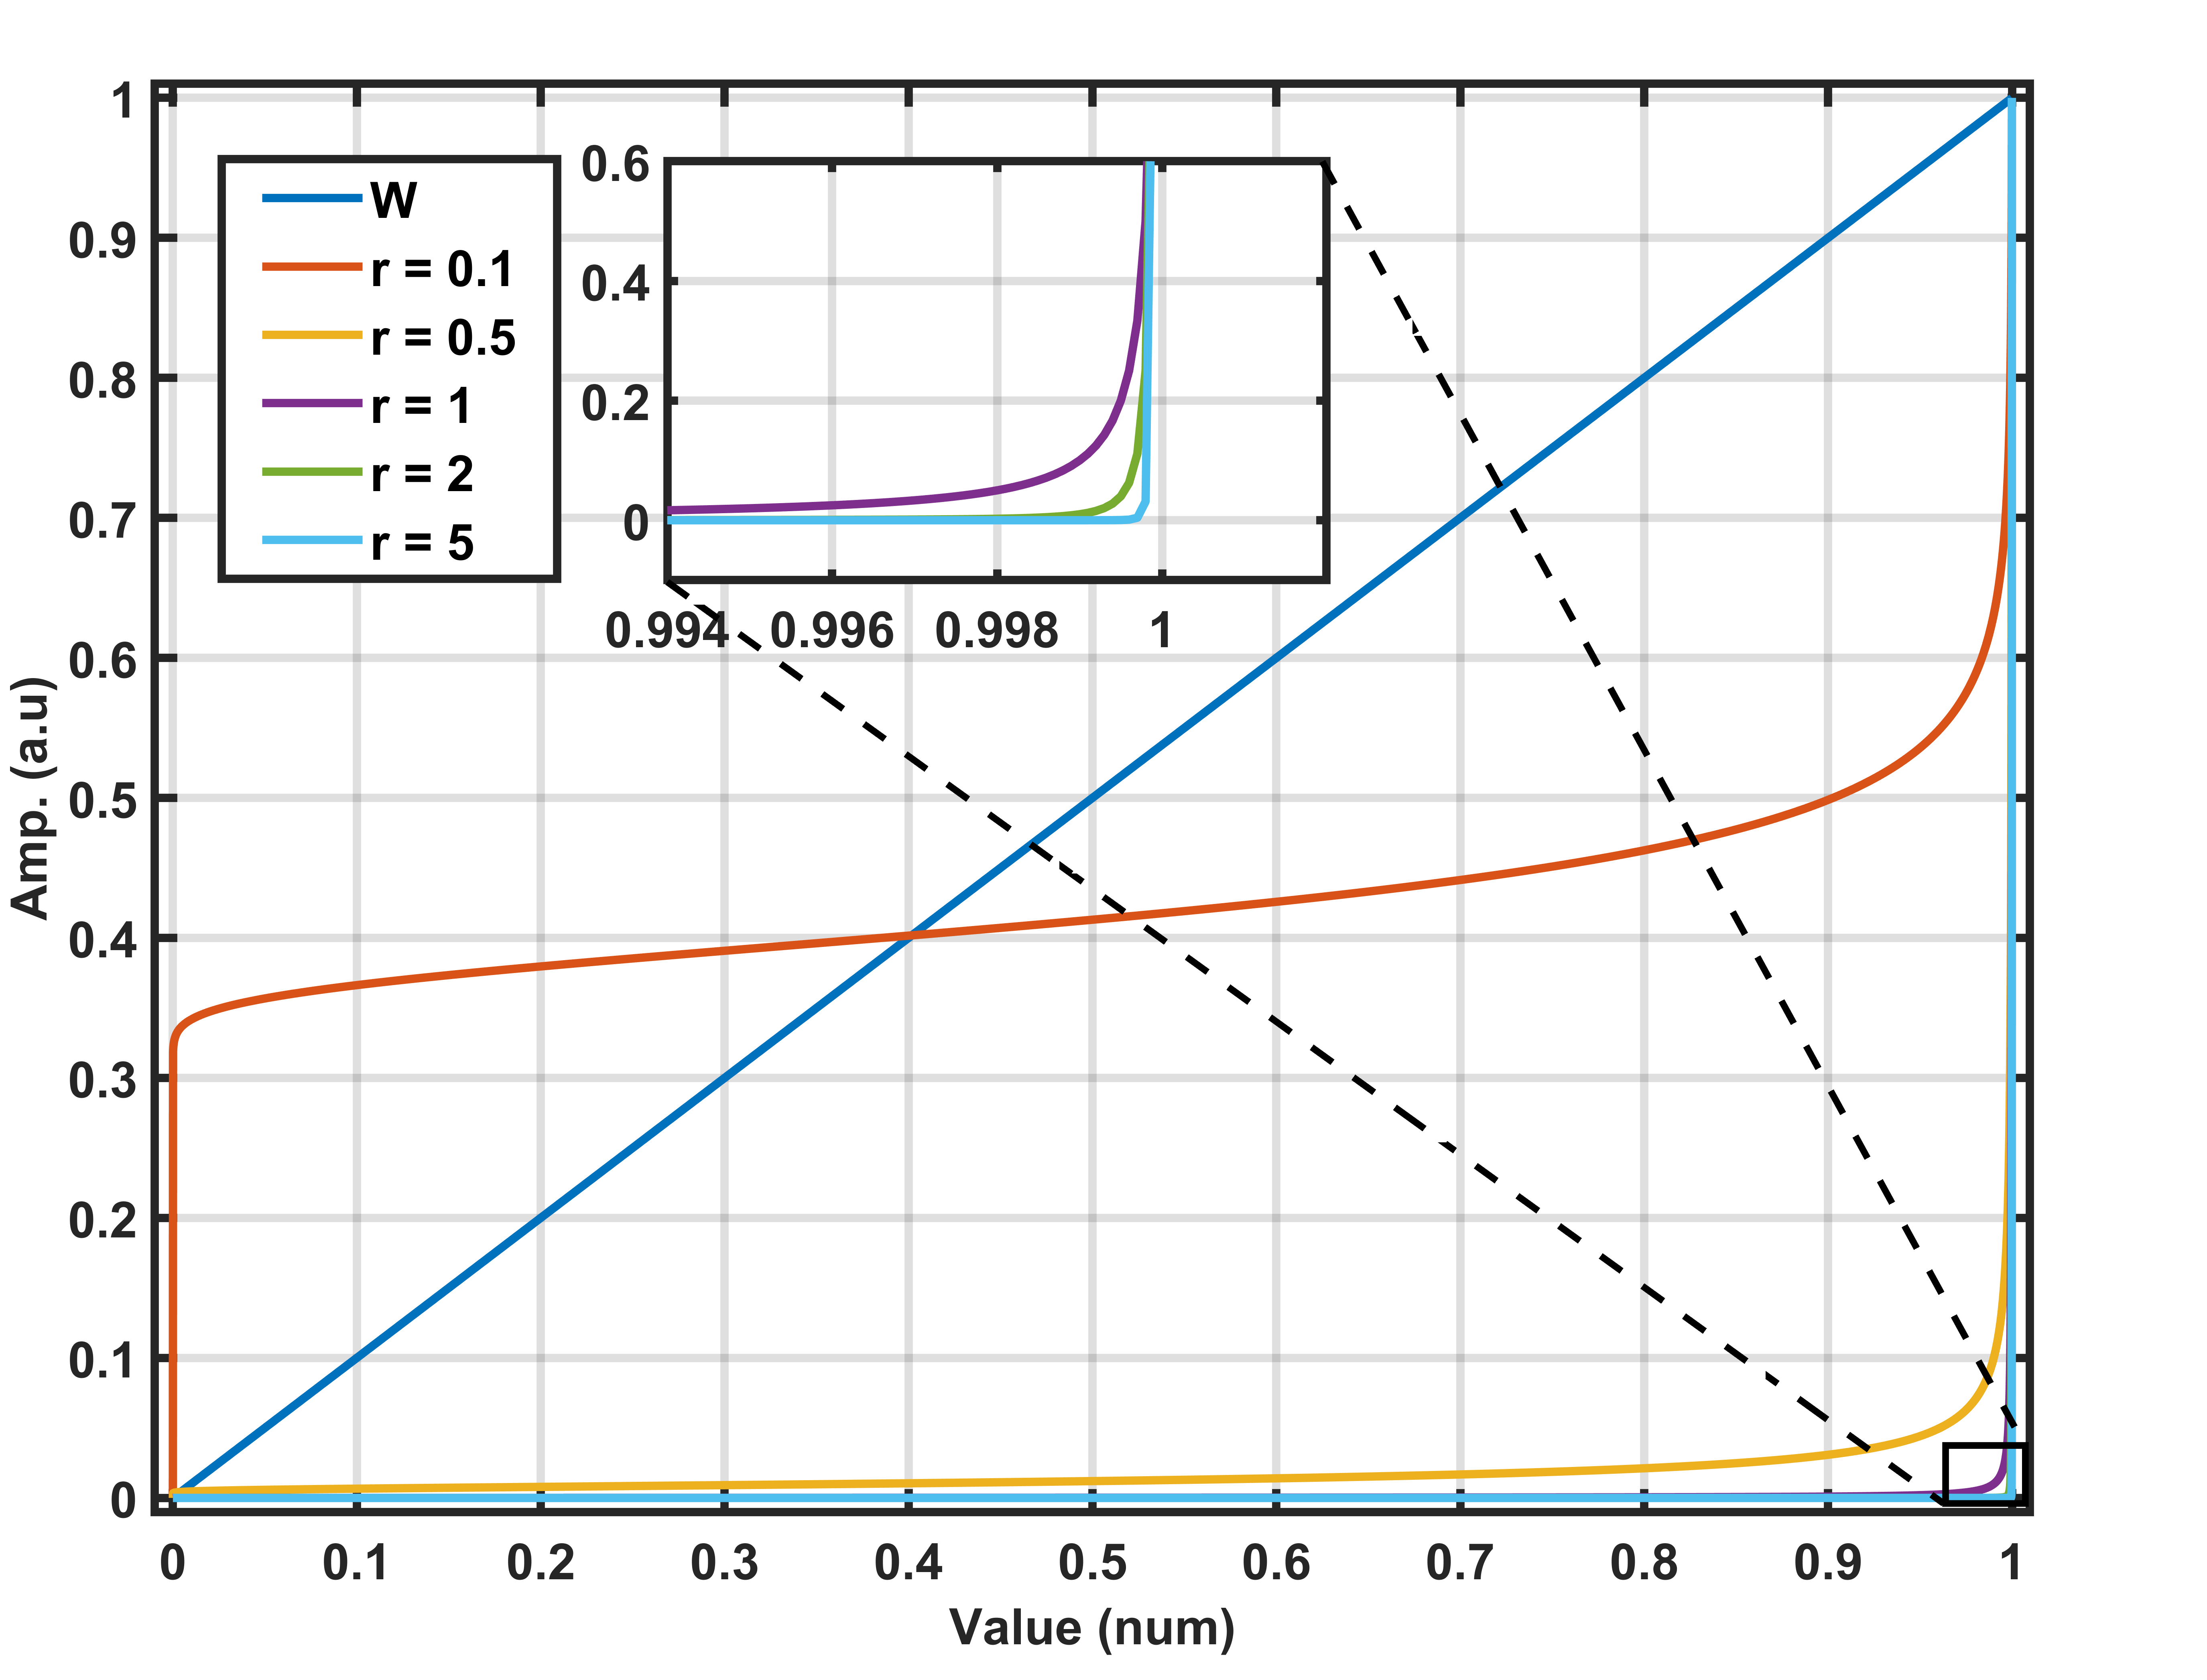 1
0.9
0.8
0.7
0.6
0.5
0.4
0.3
0.2
0.1
0
Amp. (a.u)
W
r = 0.1
r = 0.5
r = 1
r = 2
r = 5
0.6
0.4
0.2
0
0.994 0.996 0.998 1
0 0.1 0.2 0.3 0.4 0.5 0.6 0.7 0.8 0.9 1
Value (num)